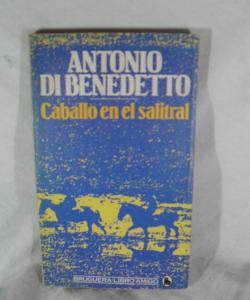 ANTONIO
DI BENEDETTO
Caballo en el salitral
BRUGUERA-LIBRO AMIGO